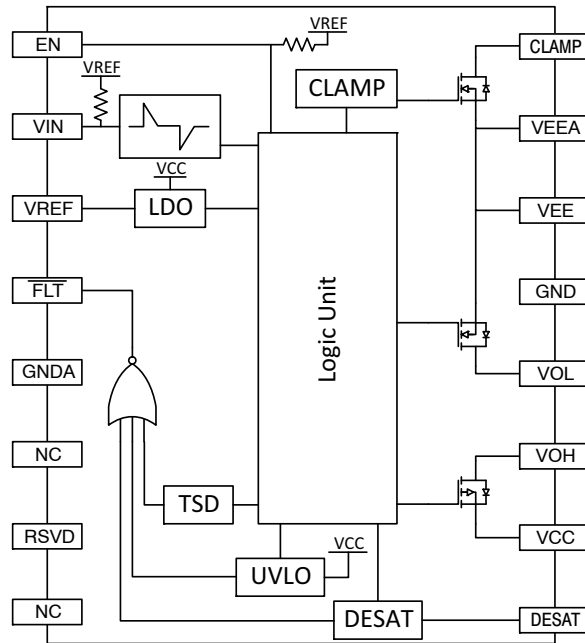 EN
VREF
CLAMP
VREF
CLAMP
VIN
VEEA
VCC
VREF
LDO
VEE
FLT
GND
Logic Unit
GNDA
VOL
NC
VOH
TSD
RSVD
VCC
VCC
UVLO
NC
DESAT
DESAT